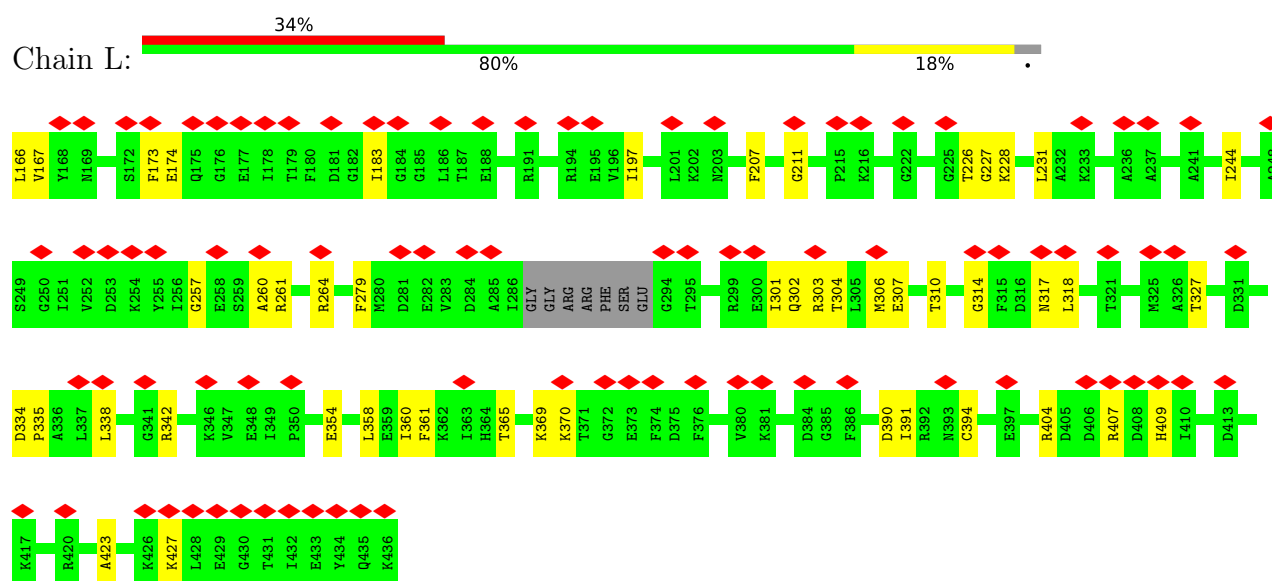 34%
Chain L:
80% 18% •
L166 V167 Y168 N169 S172 F173 E174 Q175 G176 E177 I178 T179 F180 D181 G182 I183 G184 G185 L186 T187 E188 R191 R194 E195 V196 I197 L201 K202 N203 F207 G211 P215 K216 G222 G225 T226 G227 K228 L231 A232 K233 A236 A237 A241 I244 A248
S249 G250 I251 V252 D253 K254 Y255 I256 G257 E258 S259 A260 R261 R264 F279 M280 D281 E282 V283 D284 A285 I286 GLY GLY ARG ARG PHE SER GLU G294 T295 R299 E300 I301 Q302 R303 T304 L305 M306 E307 T310 G314 F315 D316 N317 L318 T321 M325 A326 T327 D331
D334 P335 A336 L337 L338 G341 R342 K346 V347 E348 I349 P350 E354 L358 E359 I360 F361 K362 I363 H364 T365 K369 K370 T371 G372 E373 F374 D375 F376 V380 K381 D384 G385 F386 D390 I391 R392 N393 C394 E397 R404 D405 D406 R407 D408 H409 I410 D413
K417 R420 A423 K426 K427 L428 E429 G430 T431 I432 E433 Y434 Q435 K436